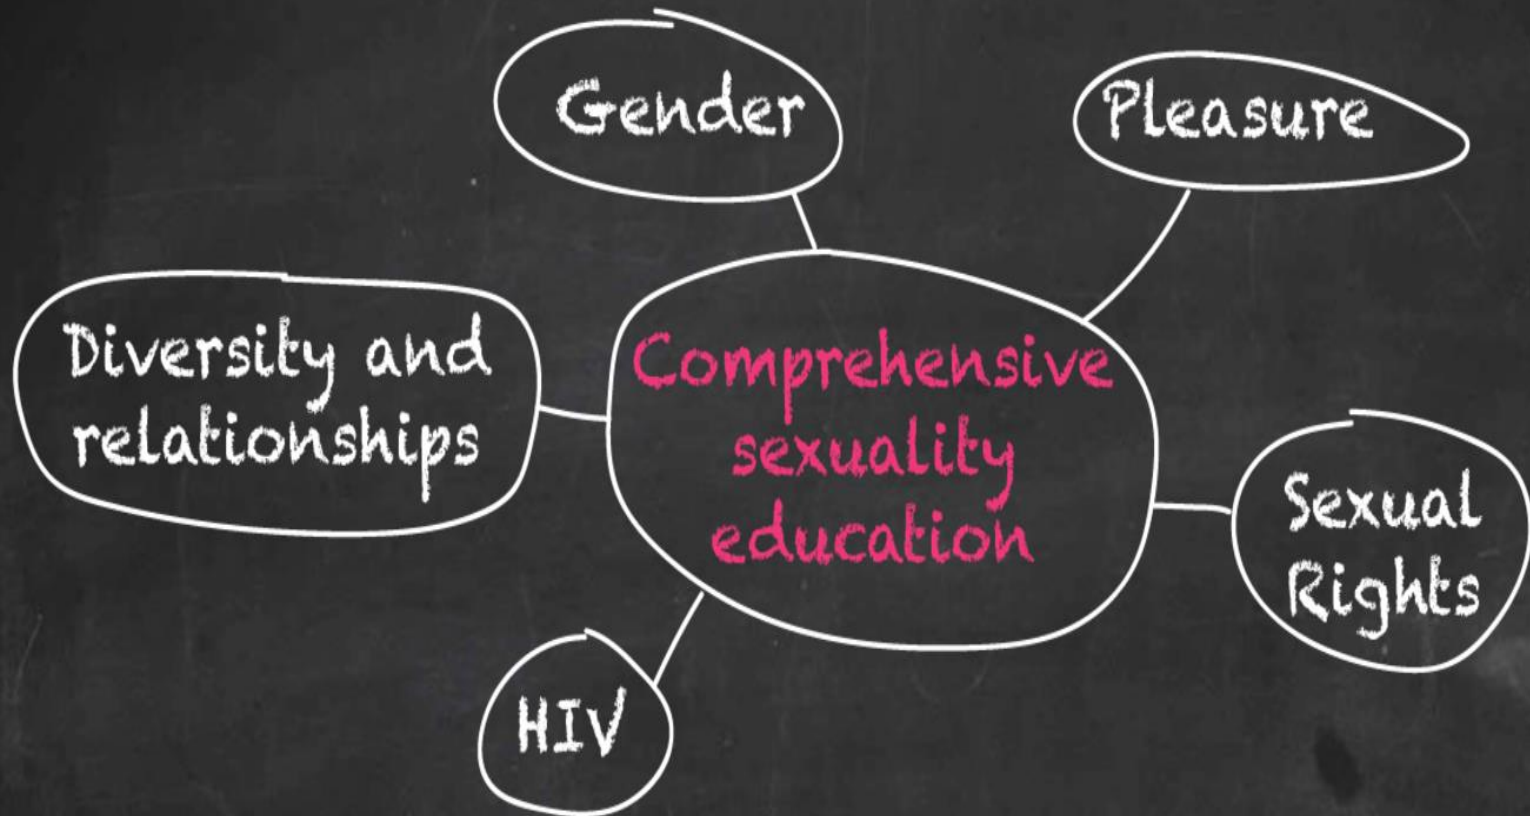 Gender
Pleasure
Diversity and
relationships
Comprehensive
sexuality
education
Sexual
Rights
HIV